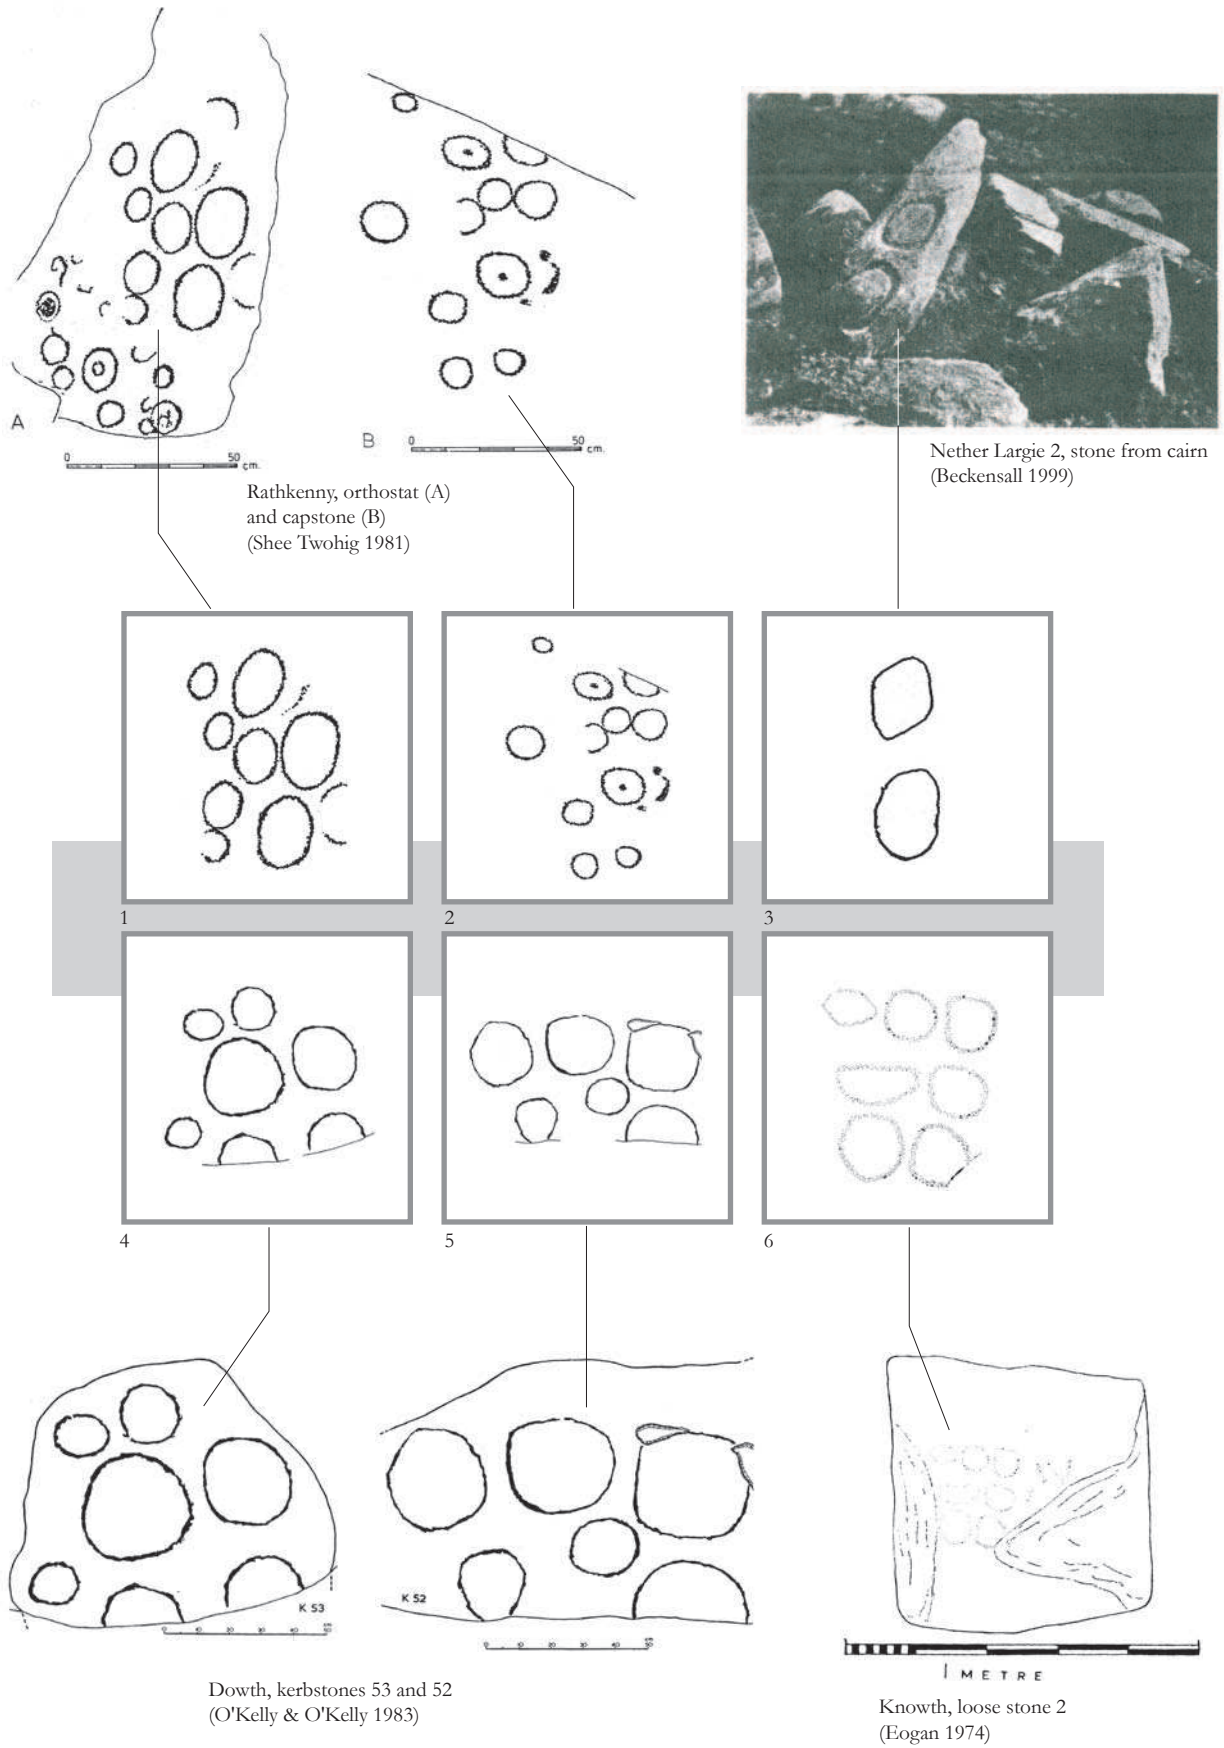 A
0 50
cm.
B
0 50
cm.
Rathkenny, orthostat (A)
and capstone (B)
(Shee Twohig 1981)
Nether Largie 2, stone from cairn
(Beckensall 1999)
1
2
3
4
5
6
K 53
K 52
1 METRE
Dowth, kerbstones 53 and 52
(O'Kelly & O'Kelly 1983)
Knowth, loose stone 2
(Eogan 1974)